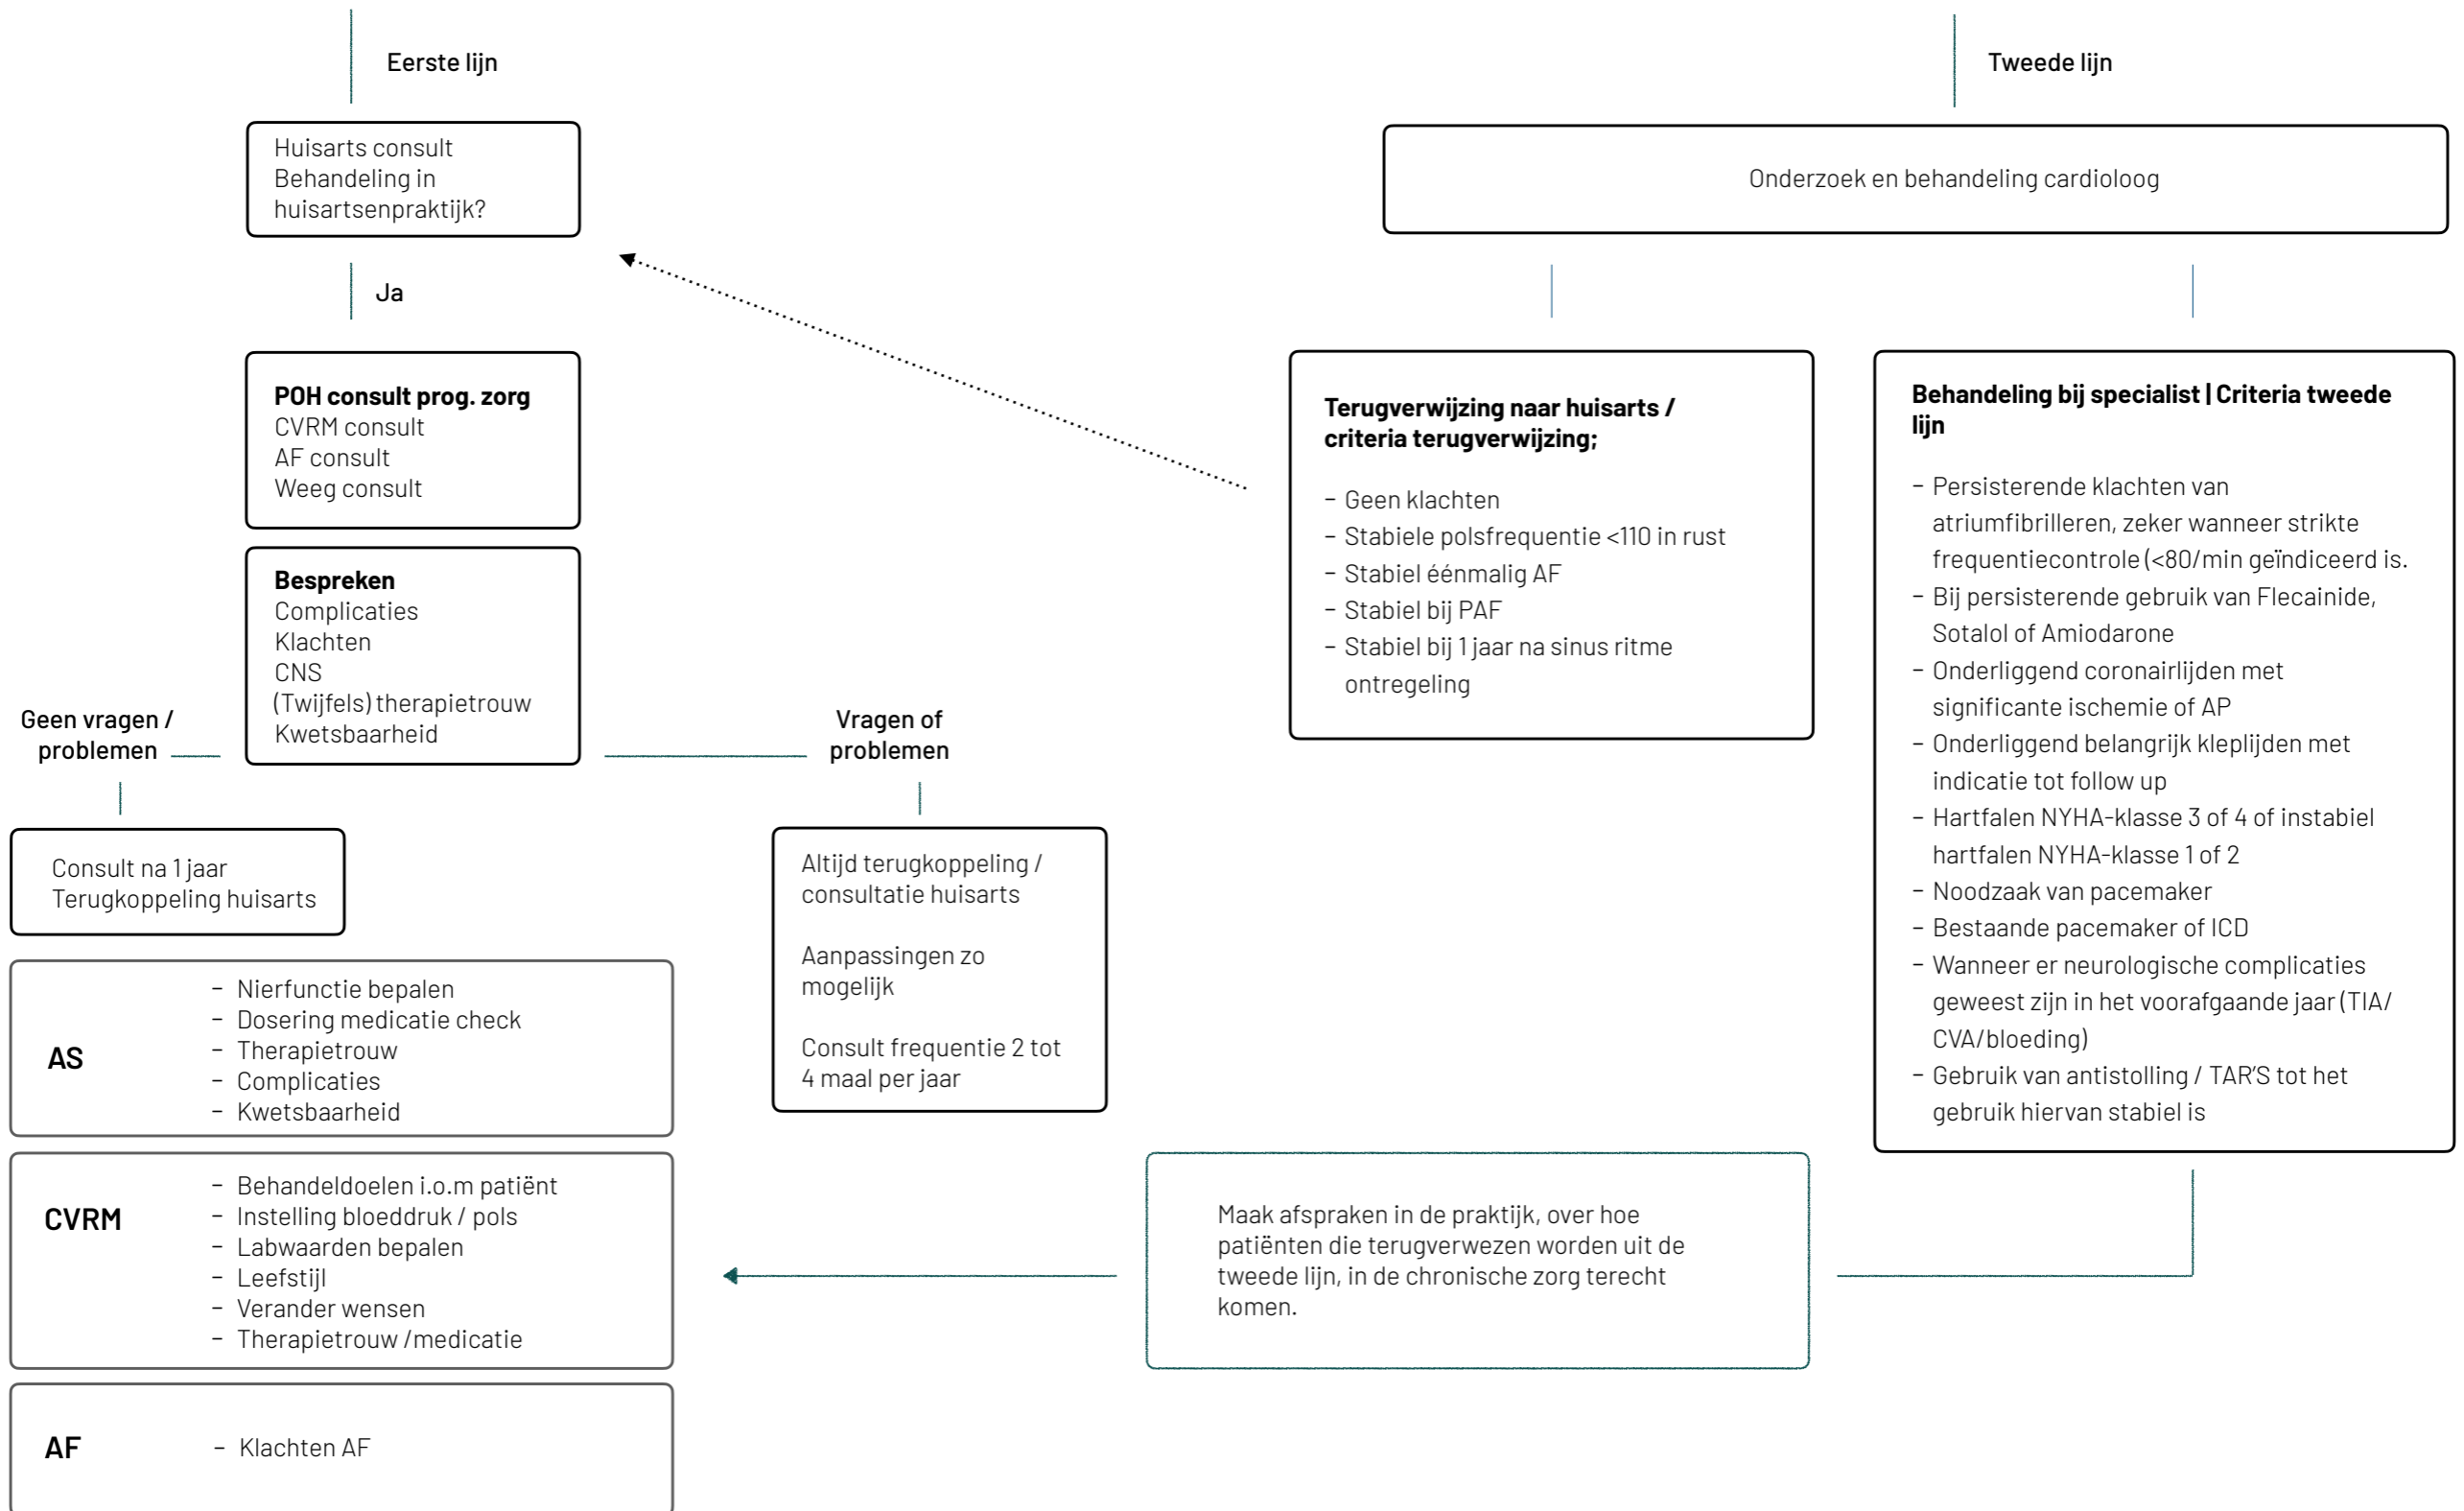 Eerste lijn
Huisarts consult
Behandeling in
huisartsenpraktijk?
Ja
POH consult prog. zorg
CVRM consult
AF consult
Weeg consult
Bespreken
Complicaties
Klachten
CNS
(Twijfels) therapietrouw
Kwetsbaarheid
Geen vragen /
problemen
Vragen of
problemen
Consult na 1 jaar
Terugkoppeling huisarts
Altijd terugkoppeling /
consultatie huisarts
Aanpassingen zo
mogelijk
Consult frequentie 2 tot
4 maal per jaar
AS
- Nierfunctie bepalen
- Dosering medicatie check
- Therapietrouw
- Complicaties
- Kwetsbaarheid
CVRM
- Behandeldoelen i.o.m patiënt
- Instelling bloeddruk / pols
- Labwaarden bepalen
- Leefstijl
- Verander wensen
- Therapietrouw /medicatie
AF
- Klachten AF
Tweede lijn
Onderzoek en behandeling cardioloog
Terugverwijzing naar huisarts /
criteria terugverwijzing;
- Geen klachten
- Stabiele polsfrequentie <110 in rust
- Stabiel éénmalig AF
- Stabiel bij PAF
- Stabiel bij 1 jaar na sinus ritme
ontregeling
Behandeling bij specialist | Criteria tweede
lijn
- Persisterende klachten van
atriumfibrilleren, zeker wanneer strikte
frequentiecontrole (<80/min geïndiceerd is.
- Bij persisterende gebruik van Flecainide,
Sotalol of Amiodarone
- Onderliggend coronairlijden met
significante ischemie of AP
- Onderliggend belangrijk kleplijden met
indicatie tot follow up
- Hartfalen NYHA-klasse 3 of 4 of instabiel
hartfalen NYHA-klasse 1 of 2
- Noodzaak van pacemaker
- Bestaande pacemaker of ICD
- Wanneer er neurologische complicaties
geweest zijn in het voorafgaande jaar (TIA/
CVA/bloeding)
- Gebruik van antistolling / TAR'S tot het
gebruik hiervan stabiel is
Maak afspraken in de praktijk, over hoe
patiënten die terugverwezen worden uit de
tweede lijn, in de chronische zorg terecht
komen.